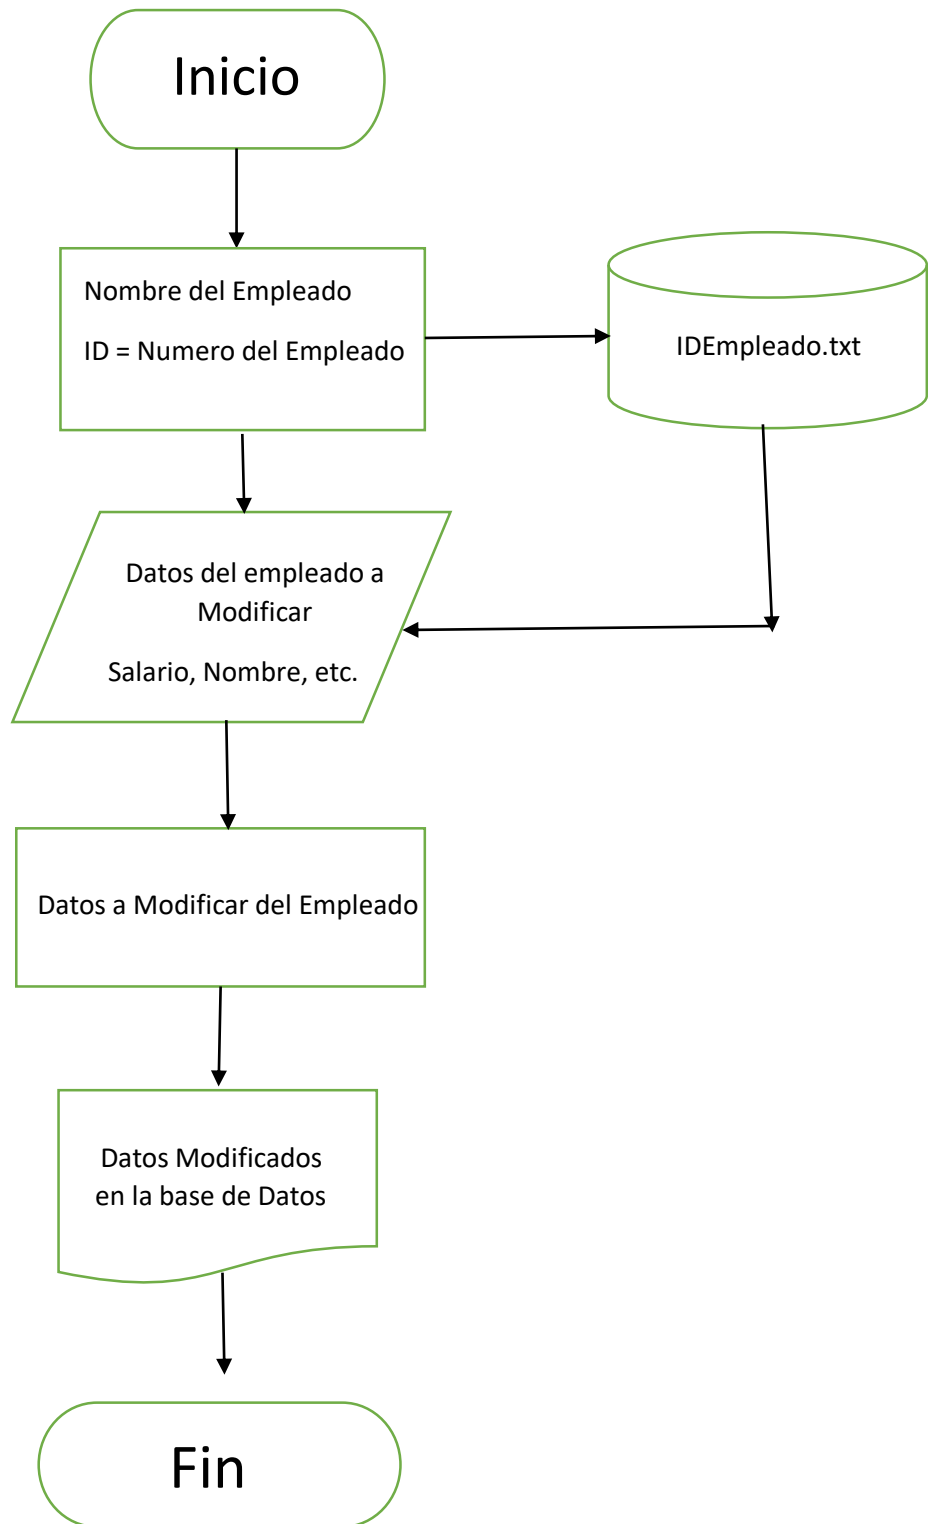 Inicio
Nombre del Empleado
ID = Numero del Empleado
IDEmpleado.txt
Datos del empleado a
Modificar
Salario, Nombre, etc.
Datos a Modificar del Empleado
Datos Modificados
en la base de Datos
Fin